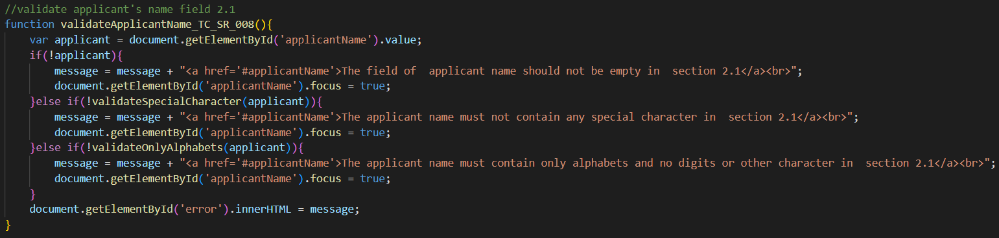 //validate applicant's name field 2.1
function validateApplicantName_TC_SR_008(){
    var applicant = document.getElementById('applicantName').value;
    if(!applicant){
        message = message + "<a href='#applicantName'>The field of  applicant name should not be empty in  section 2.1</a><br>";
        document.getElementById('applicantName').focus = true;
    }else if(!validateSpecialCharacter(applicant)){
        message = message + "<a href='#applicantName'>The applicant name must not contain any special character in  section 2.1</a><br>";
        document.getElementById('applicantName').focus = true;
    }else if(!validateOnlyAlphabets(applicant)){
        message = message + "<a href='#applicantName'>The applicant name must contain only alphabets and no digits or other character in  section 2.1</a><br>";
        document.getElementById('applicantName').focus = true;
    }
    document.getElementById('error').innerHTML = message;
}